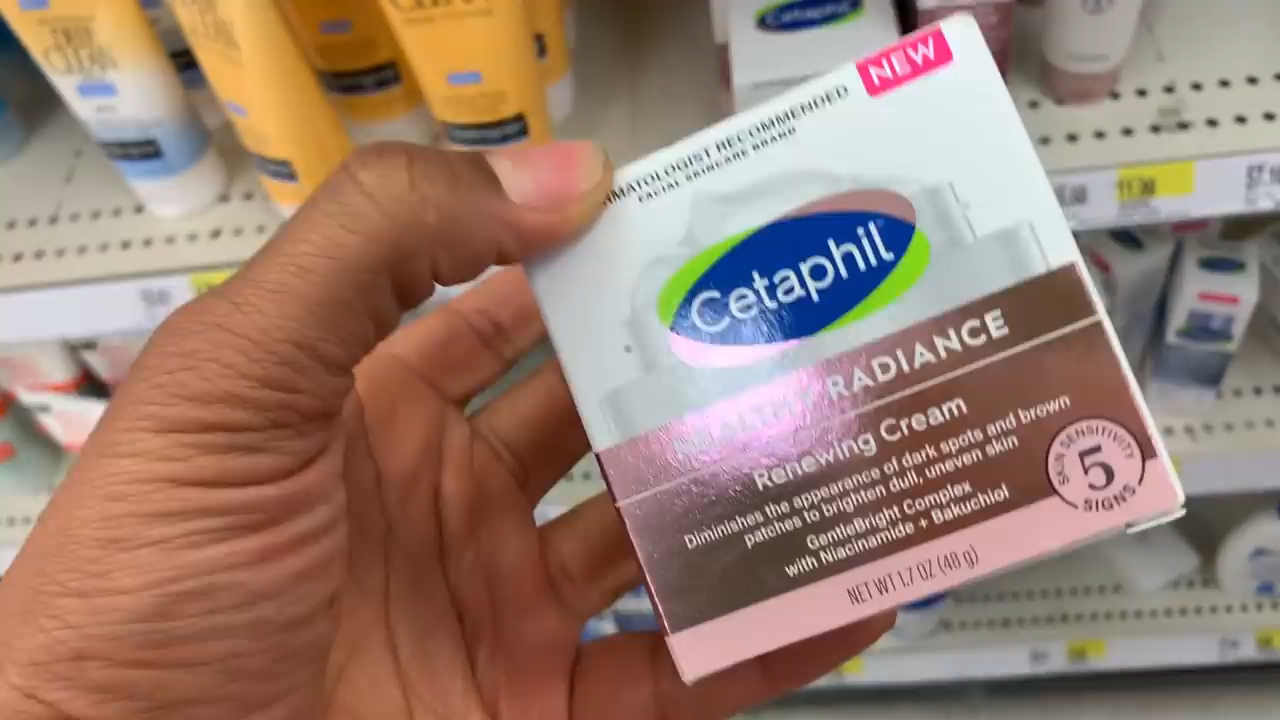 NEW
DERMATOLOGIST RECOMMENDED
FACIAL SKINCARE BRAND
Cetaphil
HEALTHY RADIANCE
Renewing Cream
Diminishes the appearance of dark spots and brown
patches to brighten dull, uneven skin
GentleBright Complex
with Niacinamide + Bakuchiol
SKIN SENSITIVITY
5
SIGNS
NET WT 1.7 OZ (48 g)
Cetaphil